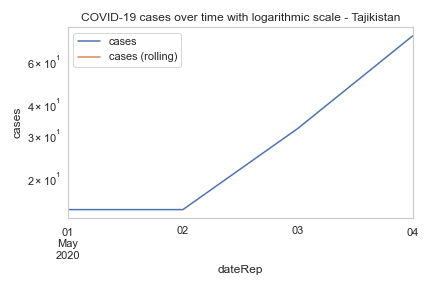 COVID-19 cases over time with logarithmic scale - Tajikistan
cases
cases (rolling)
6 × 10¹
4 × 10¹
3 × 10¹
2 × 10¹
cases
01
May
2020
02
03
04
dateRep